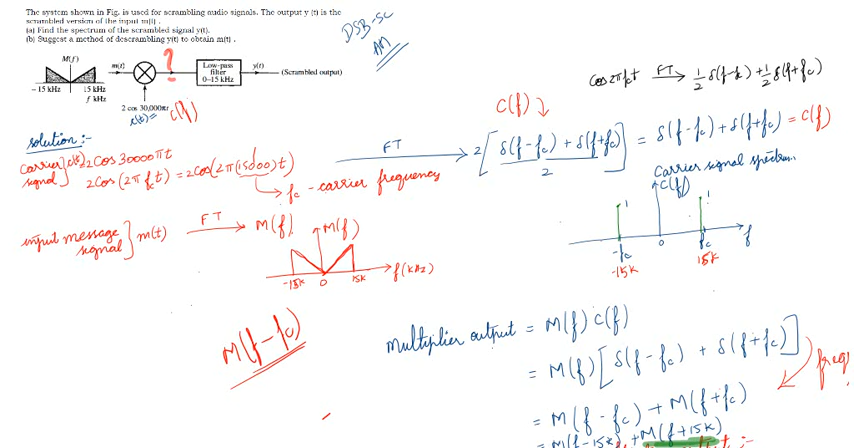 The system shown in Fig. is used for scrambling audio signals. The output y (t) is the
scrambled version of the input m(t) .
(a) Find the spectrum of the scrambled signal y(t).
(b) Suggest a method of descrambling y(t) to obtain m(t) .
DSB-SC
AM
M(f)
m(t)
?
Low-pass
filter
0–15 kHz
y(t)
(Scrambled output)
– 15 kHz
15 kHz
f kHz
2 cos 30,000πt
c(t)=
C(f)
cos 2πfct FT → 1/2 δ(f-fc) + 1/2 δ(f+fc)
C(f) ↓
solution :-
carrier signal } c(t) = 2 cos 30000πt
2 cos (2π fc t) = 2 cos (2π (15000) t)
→ fc - carrier frequency
FT → 2 [ δ(f-fc) + δ(f+fc) / 2 ] = δ(f-fc) + δ(f+fc) = C(f)
carrier signal spectrum
C(f)
1
1
-fc
0
fc
f
-15K
15K
input message signal } m(t) FT → M(f)
M(f)
-15K
0
15K
f(kHz)
M(f-fc)
multiplier output = M(f) C(f)
= M(f) [ δ(f-fc) + δ(f+fc) ]
= M(f-fc) + M(f+fc)
= M(f-15K) + M(f+15K)